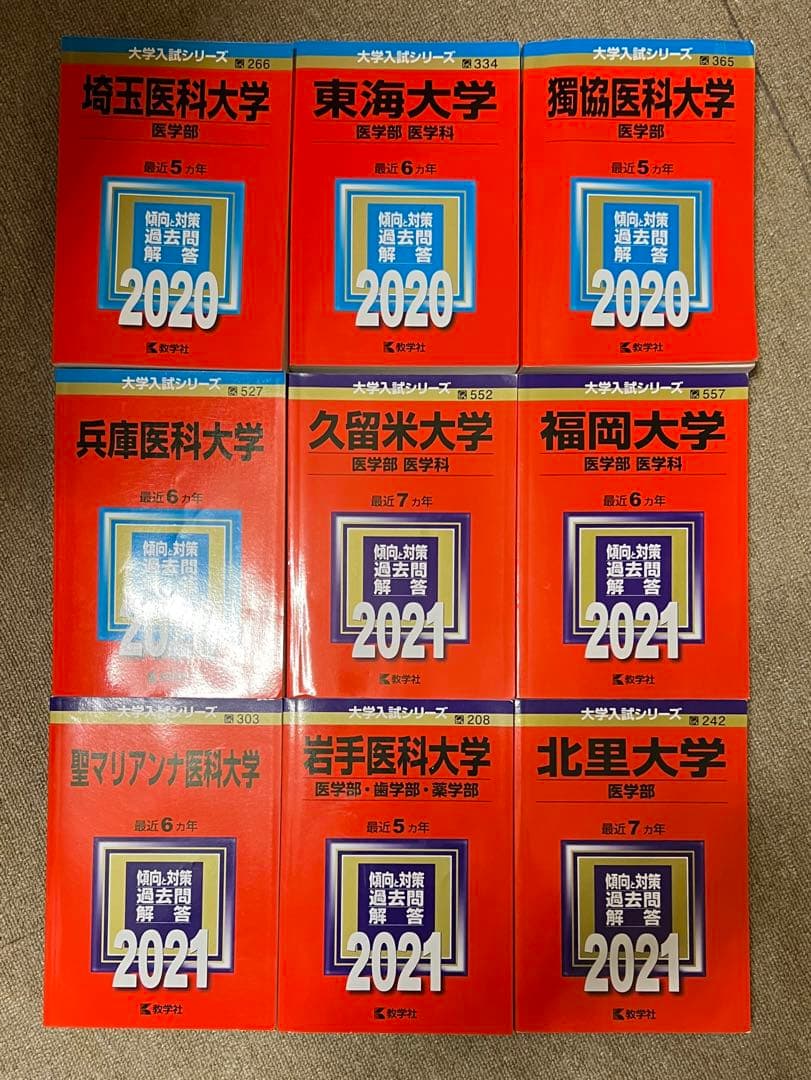 大学入試シリーズ
266
埼玉医科大学
医学部
最近5カ年
傾向と対策
過去問
解答
2020
教学社
大学入試シリーズ
334
東海大学
医学部 医学科
最近6カ年
傾向と対策
過去問
解答
2020
教学社
大学入試シリーズ
365
獨協医科大学
医学部
最近5カ年
傾向と対策
過去問
解答
2020
教学社
大学入試シリーズ
527
兵庫医科大学
最近6カ年
傾向と対策
過去問
大学入試シリーズ
552
久留米大学
医学部 医学科
最近7カ年
傾向と対策
過去問
解答
2021
教学社
大学入試シリーズ
557
福岡大学
医学部 医学科
最近6カ年
傾向と対策
過去問
解答
2021
教学社
大学入試シリーズ
303
聖マリアンナ医科大学
最近6カ年
傾向と対策
過去問
解答
2021
教学社
大学入試シリーズ
208
岩手医科大学
医学部・歯学部・薬学部
最近5カ年
傾向と対策
過去問
解答
2021
教学社
大学入試シリーズ
242
北里大学
医学部
最近7カ年
傾向と対策
過去問
解答
2021
教学社